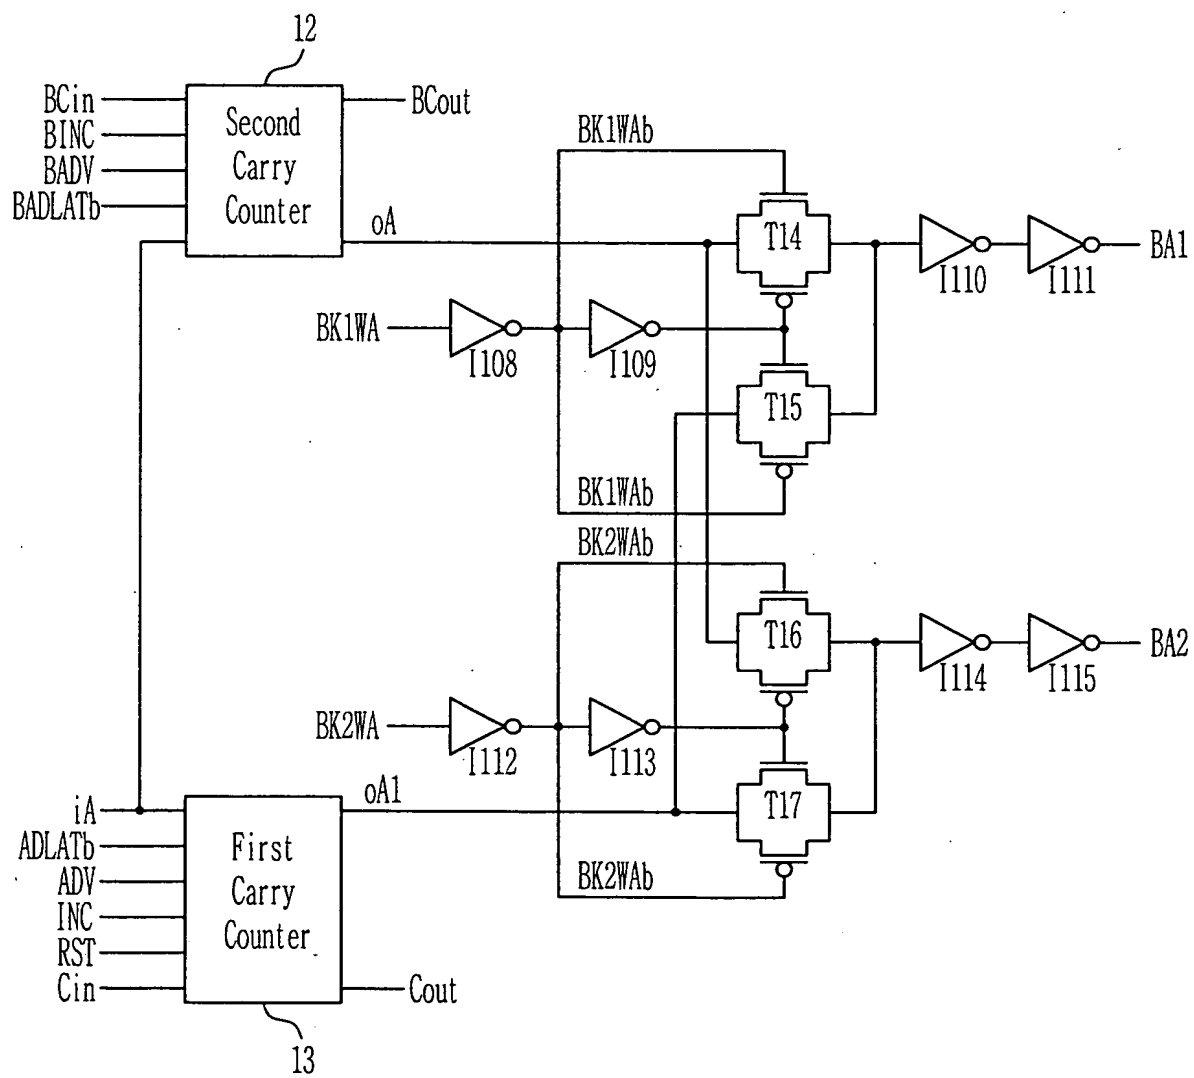 12
BCin
BINC
BADV
BADLATb
Second
Carry
Counter
BCout
oA
BK1WAb
T14
I110
I111
BA1
BK1WA
I108
I109
T15
BK1WAb
BK2WAb
T16
I114
I115
BA2
BK2WA
I112
I113
oA1
T17
BK2WAb
iA
ADLATb
ADV
INC
RST
Cin
First
Carry
Counter
Cout
13